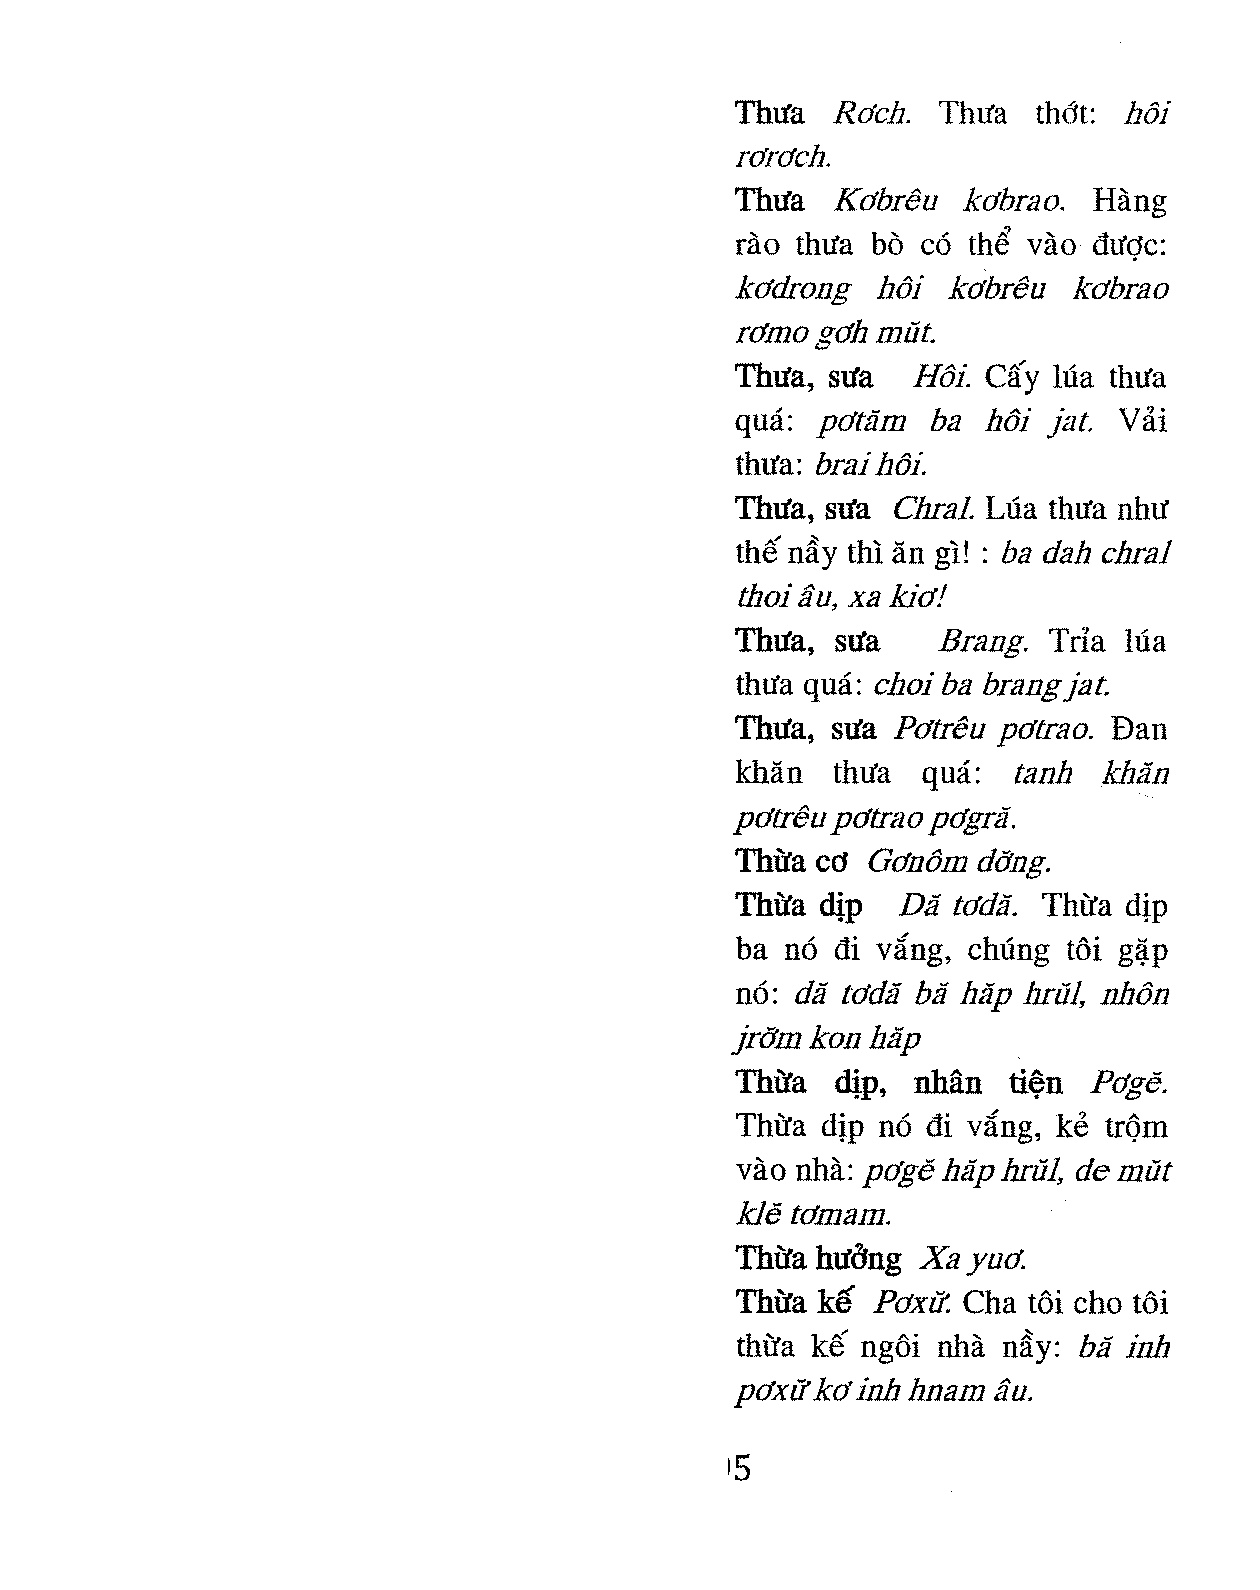 Thưa Rơch. Thưa thớt: hôi
rơrơch.
Thưa Kơbrêu kơbrao. Hàng
rào thưa bò có thể vào được:
kơdrong hôi kơbrêu kơbrao
rơmo gơh mŭt.
Thưa, sưa Hôi. Cấy lúa thưa
quá: pơtăm ba hôi jat. Vải
thưa: brai hôi.
Thưa, sưa Chral. Lúa thưa như
thế nầy thì ăn gì! : ba dah chral
thoi âu, xa kiơ!
Thưa, sưa Brang. Trỉa lúa
thưa quá: choi ba brang jat.
Thưa, sưa Pơtrêu pơtrao. Đan
khăn thưa quá: tanh khăn
pơtrêu pơtrao pơgră.
Thừa cơ Gơnôm dơ̆ng.
Thừa dịp Dă tơdă. Thừa dịp
ba nó đi vắng, chúng tôi gặp
nó: dă tơdă bă hăp hrŭl, nhôn
jrơ̆m kon hăp
Thừa dịp, nhân tiện Pơgĕ.
Thừa dịp nó đi vắng, kẻ trộm
vào nhà: pơgĕ hăp hrŭl, de mŭt
klĕ tơmam.
Thừa hưởng Xa yuơ.
Thừa kế Pơxư̆. Cha tôi cho tôi
thừa kế ngôi nhà nầy: bă inh
pơxư̆ kơ inh hnam âu.
5